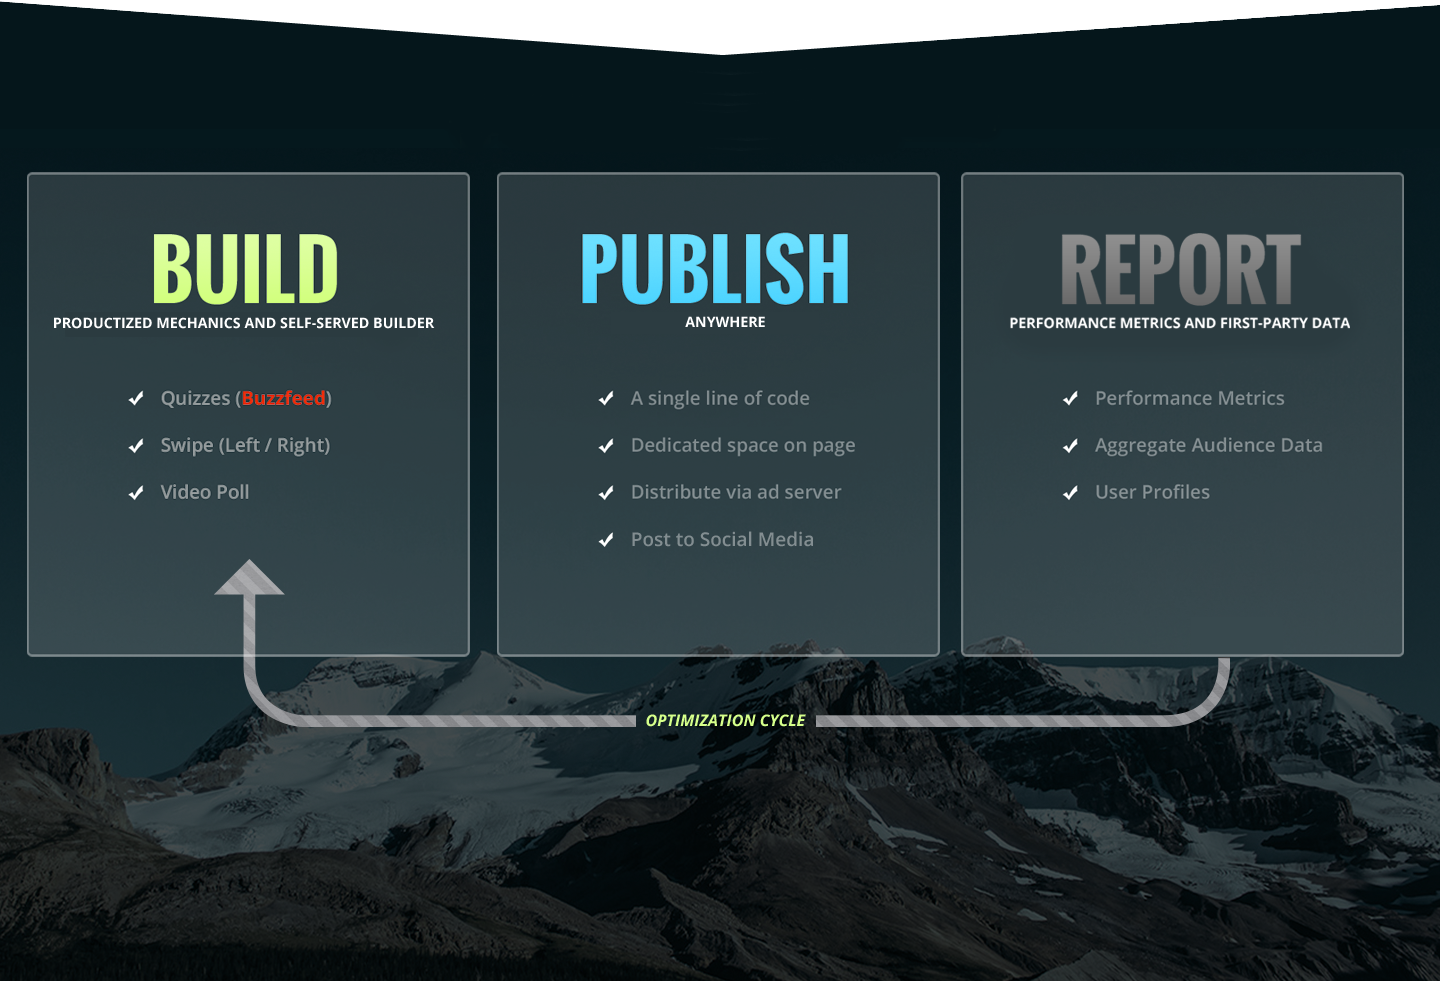 BUILD
PRODUCTIZED MECHANICS AND SELF-SERVED BUILDER
Quizzes (Buzzfeed)
Swipe (Left / Right)
Video Poll
PUBLISH
ANYWHERE
A single line of code
Dedicated space on page
Distribute via ad server
Post to Social Media
REPORT
PERFORMANCE METRICS AND FIRST-PARTY DATA
Performance Metrics
Aggregate Audience Data
User Profiles
OPTIMIZATION CYCLE